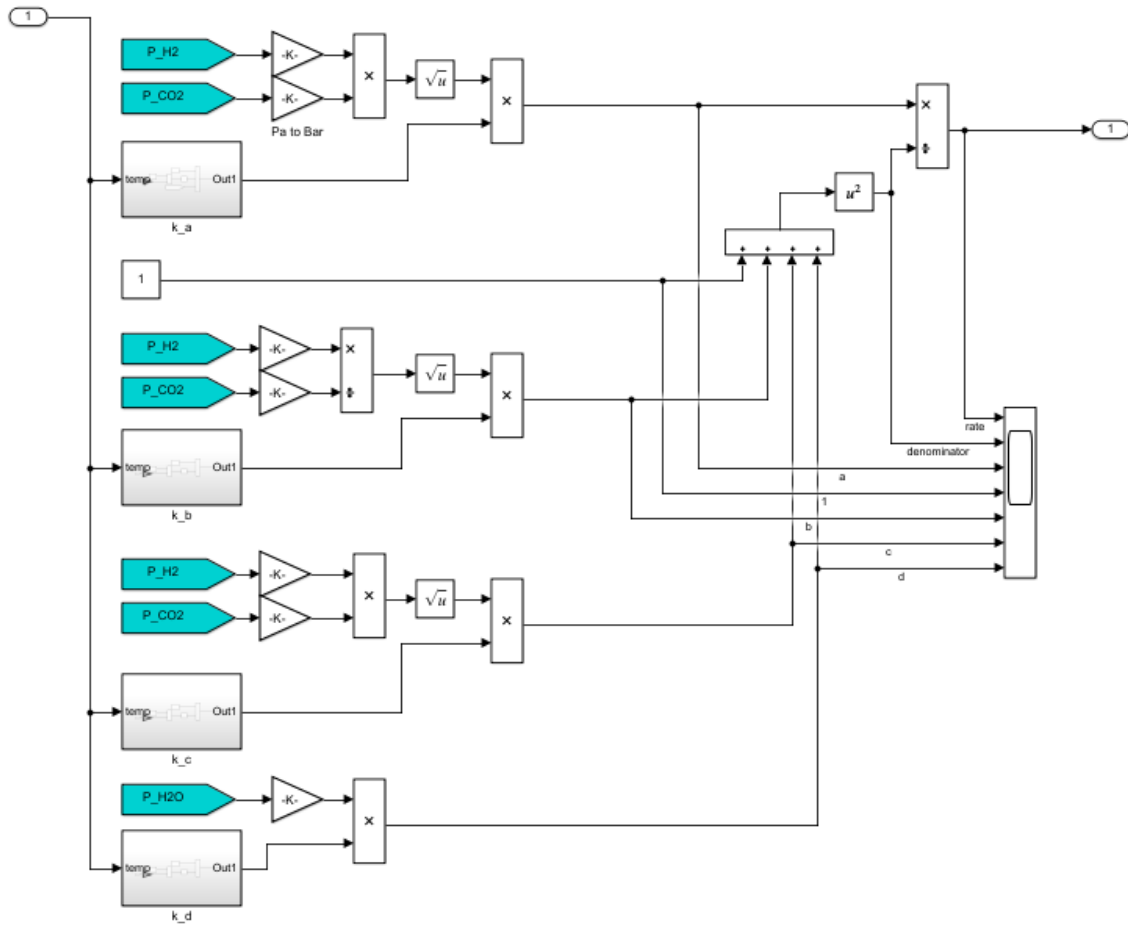 1
P_H2
-K-
P_CO2
-K-
×
√u
×
Pa to Bar
temp
Out1
k_a
×
÷
1
u²
+ + + +
1
P_H2
-K-
P_CO2
-K-
×
÷
√u
×
temp
Out1
k_b
rate
denominator
a
1
b
c
d
P_H2
-K-
P_CO2
-K-
×
√u
×
temp
Out1
k_c
P_H2O
-K-
×
temp
Out1
k_d